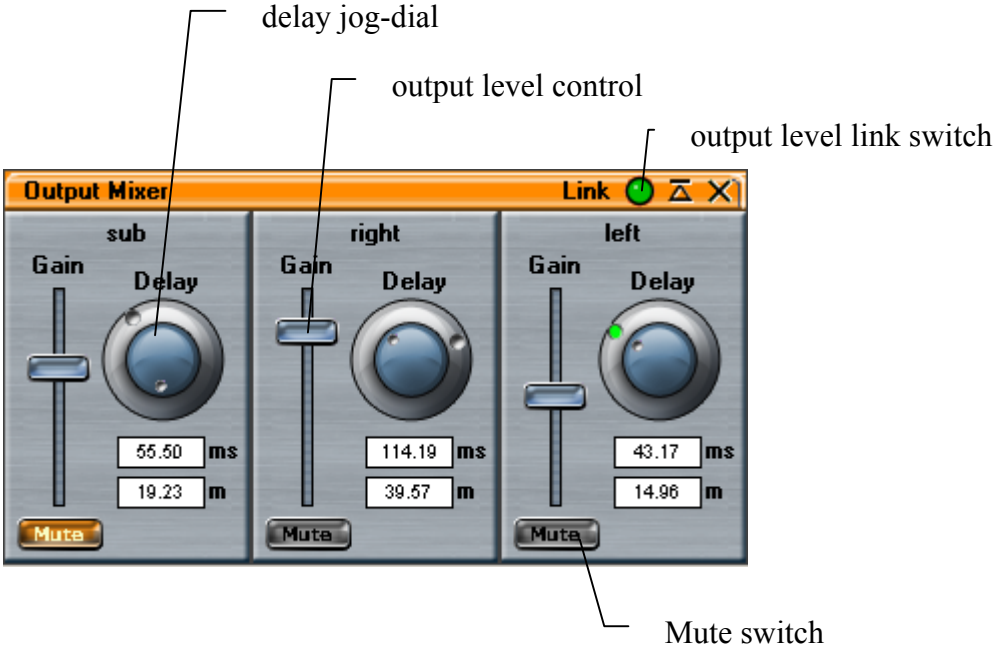 delay jog-dial
output level control
output level link switch
Output Mixer Link
sub right left
Gain Delay Gain Delay Gain Delay
55.50 ms 114.19 ms 43.17 ms
19.23 m 39.57 m 14.96 m
Mute Mute Mute
Mute switch